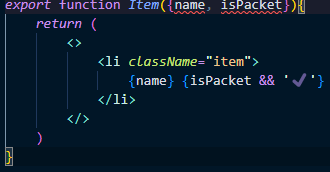 export function Item({name, isPacket}){
return (
<>
<li className="item">
{name} {isPacket && '✔'}
</li>
</>
)
}